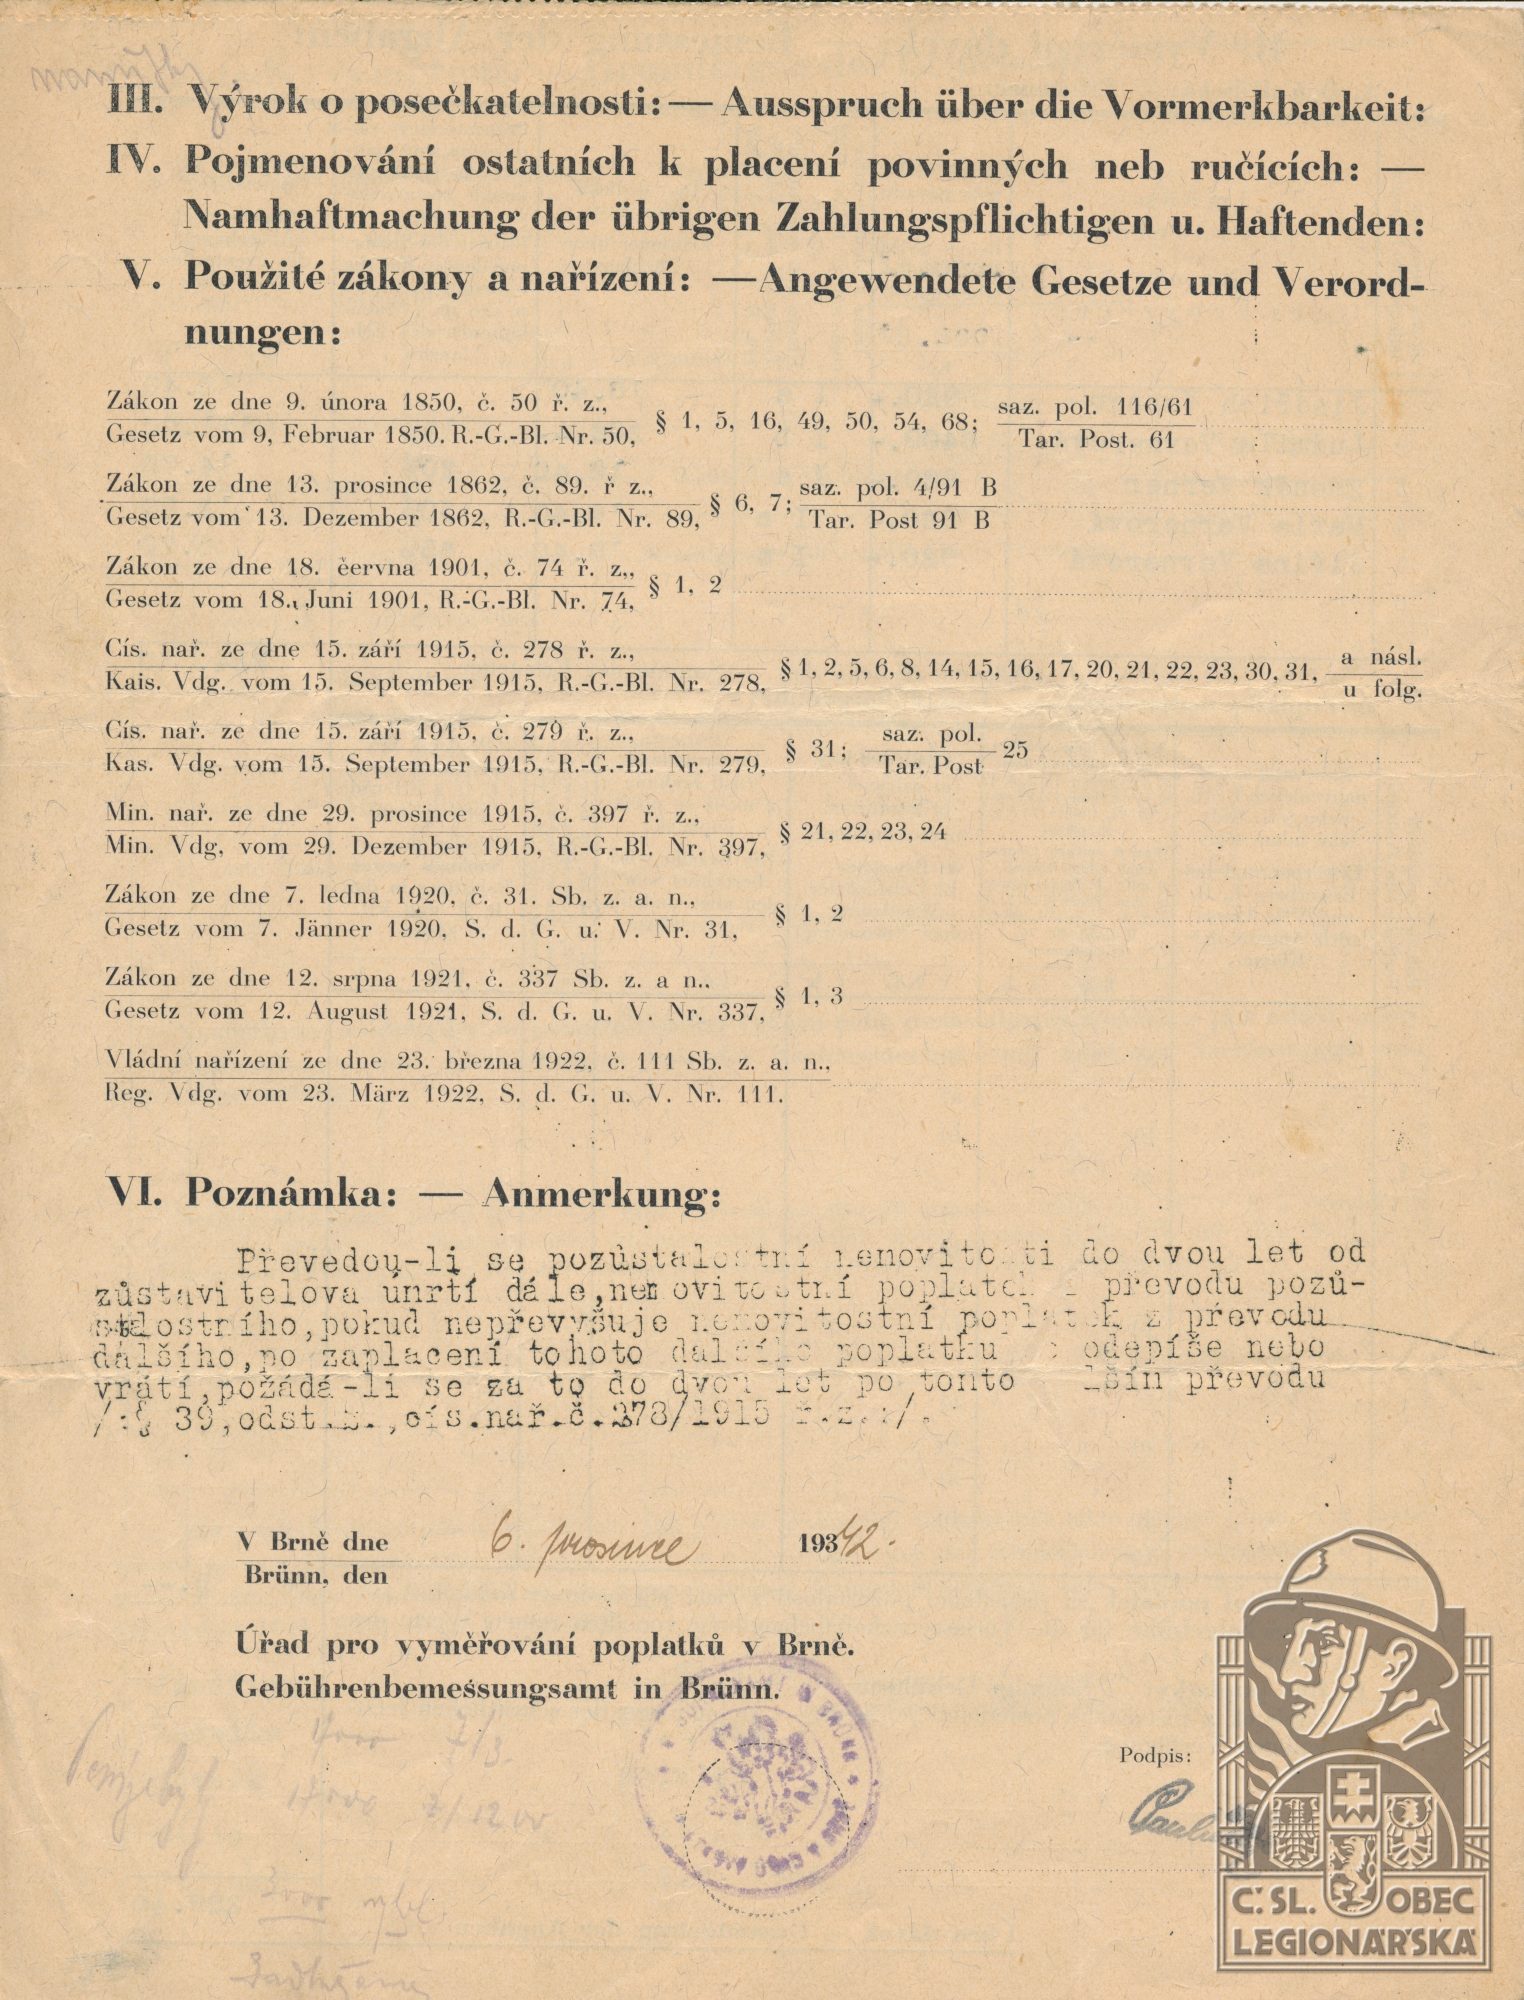 III. Výrok o posečkatelnosti: — Ausspruch über die Vormerkbarkeit:
IV. Pojmenování ostatních k placení povinných neb ručících: —
Namhaftmachung der übrigen Zahlungspflichtigen u. Haftenden:
V. Použité zákony a nařízení: — Angewendete Gesetze und Verord-
nungen:
Zákon ze dne 9. února 1850, č. 50 ř. z.,
Gesetz vom 9, Februar 1850. R.-G.-Bl. Nr. 50,
§ 1, 5, 16, 49, 50, 54, 68;
saz. pol. 116/61
Tar. Post. 61
Zákon ze dne 13. prosince 1862, č. 89. ř z.,
Gesetz vom 13. Dezember 1862, R.-G.-Bl. Nr. 89,
§ 6, 7;
saz. pol. 4/91 B
Tar. Post 91 B
Zákon ze dne 18. června 1901, č. 74 ř. z.,
Gesetz vom 18. Juni 1901, R.-G.-Bl. Nr. 74,
§ 1, 2
Cís. nař. ze dne 15. září 1915, č. 278 ř. z.,
Kais. Vdg. vom 15. September 1915, R.-G.-Bl. Nr. 278,
§ 1, 2, 5, 6, 8, 14, 15, 16, 17, 20, 21, 22, 23, 30, 31,
a násl.
u folg.
Cís. nař. ze dne 15. září 1915, č. 279 ř. z.,
Kas. Vdg. vom 15. September 1915, R.-G.-Bl. Nr. 279,
§ 31;
saz. pol.
Tar. Post
25
Min. nař. ze dne 29. prosince 1915, č. 397 ř. z.,
Min. Vdg, vom 29. Dezember 1915, R.-G.-Bl. Nr. 397,
§ 21, 22, 23, 24
Zákon ze dne 7. ledna 1920, č. 31. Sb. z. a. n.,
Gesetz vom 7. Jänner 1920, S. d. G. u. V. Nr. 31,
§ 1, 2
Zákon ze dne 12. srpna 1921, č. 337 Sb. z. a n.,
Gesetz vom 12. August 1921, S. d. G. u. V. Nr. 337,
§ 1, 3
Vládní nařízení ze dne 23. března 1922, č. 111 Sb. z. a. n.,
Reg. Vdg. vom 23. März 1922, S. d. G. u. V. Nr. 111.
VI. Poznámka: — Anmerkung:
Převedou-li se pozůstalostní nemovitosti do dvou let od
zůstavitelova úmrtí dále, nemovitostní poplatek z převodu pozů-
stalostního, pokud nepřevyšuje nemovitostní poplatek z převodu
dalšího, po zaplacení tohoto dalšího poplatku odepíše nebo
vrátí, požádá-li se za to do dvou let po tomto dalším převodu
/:§ 39, odst. , cís.nař.č.278/1915 ř.z.:/.
V Brně dne 6. prosince 1942.
Brünn, den
Úřad pro vyměřování poplatků v Brně.
Gebührenbemessungsamt in Brünn.
Podpis:
Č.SL. OBEC
LEGIONÁŘSKÁ